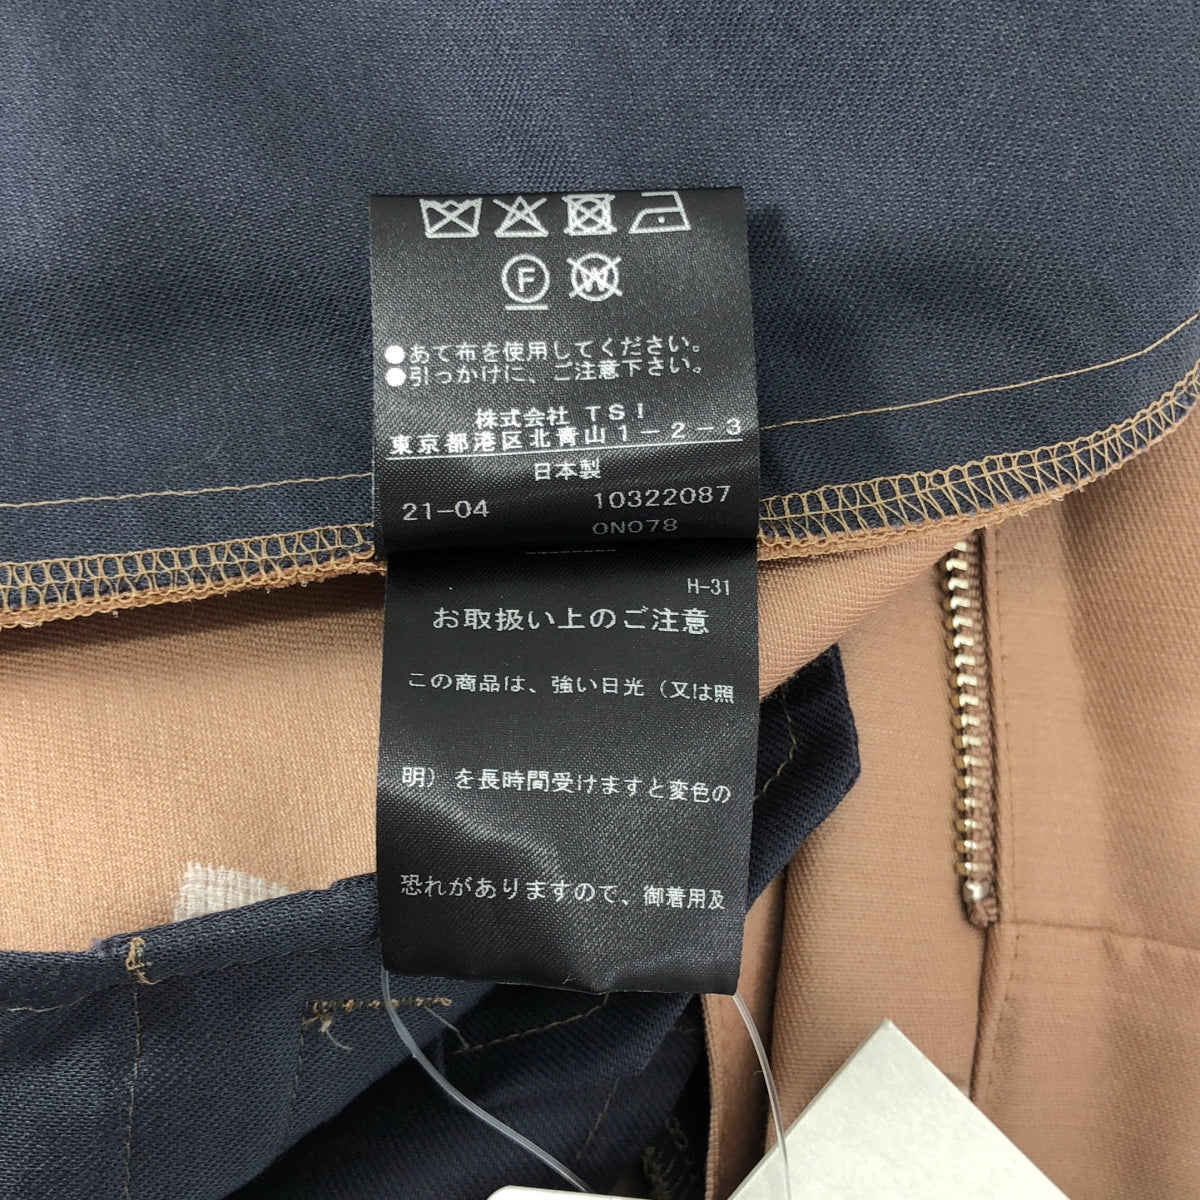 F W
●あて布を使用してください。
●引っかけに、ご注意下さい。
株式会社 TSI
東京都港区北青山1-2-3
日本製
21-04 10322087
0N078
H-31
お取扱い上のご注意
この商品は、強い日光（又は照
明）を長時間受けますと変色の
恐れがありますので、御着用及